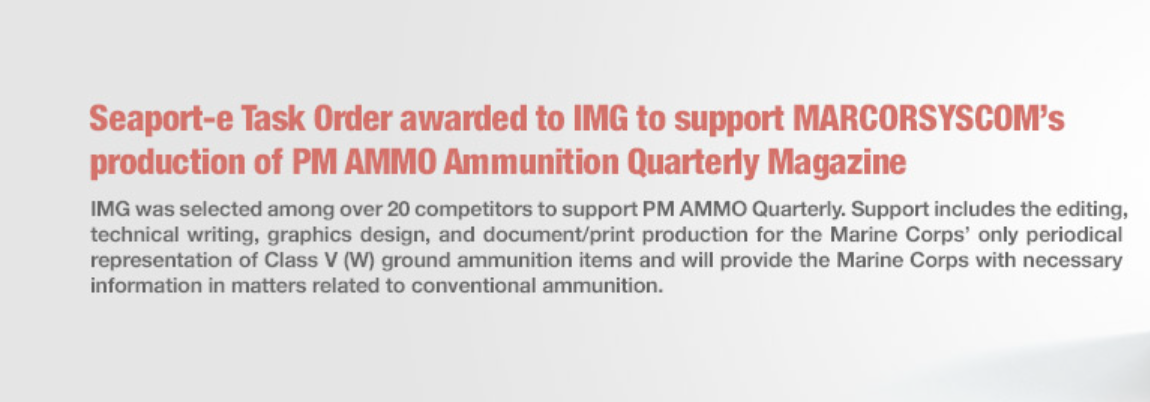 Seaport-e Task Order awarded to IMG to support MARCORSYSCOM's
production of PM AMMO Ammunition Quarterly Magazine
IMG was selected among over 20 competitors to support PM AMMO Quarterly. Support includes the editing,
technical writing, graphics design, and document/print production for the Marine Corps' only periodical
representation of Class V (W) ground ammunition items and will provide the Marine Corps with necessary
information in matters related to conventional ammunition.